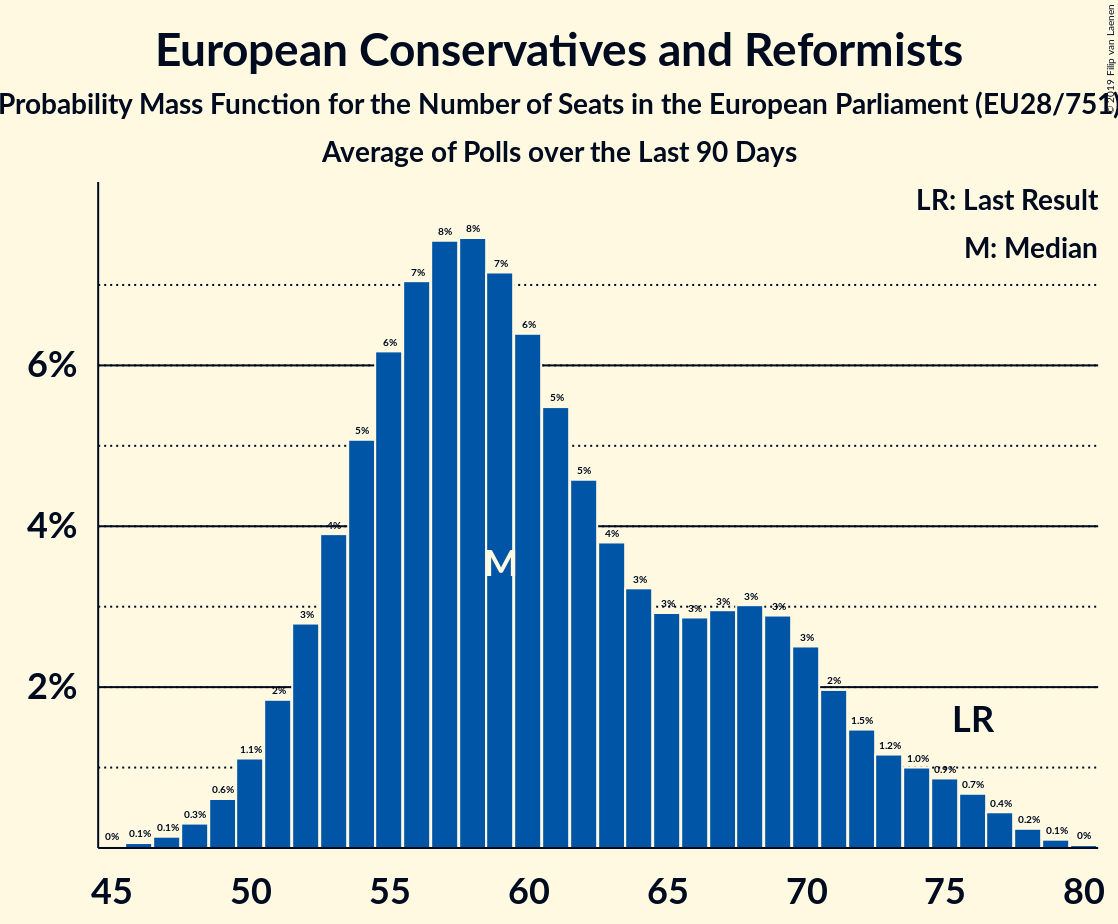 European Conservatives and Reformists
Probability Mass Function for the Number of Seats in the European Parliament (EU28/751)
Average of Polls over the Last 90 Days
© 2019 Filip van Laenen
LR: Last Result
M: Median
6%
4%
2%
0% 0.1% 0.1% 0.3% 0.6% 1.1% 2% 3% 4% 5% 6% 7% 8% 8% 7% 6% 5% 5% 4% 3% 3% 3% 3% 3% 3% 3% 2% 1.5% 1.2% 1.0% 0.9% 0.7% 0.4% 0.2% 0.1% 0%
M
LR
45 50 55 60 65 70 75 80